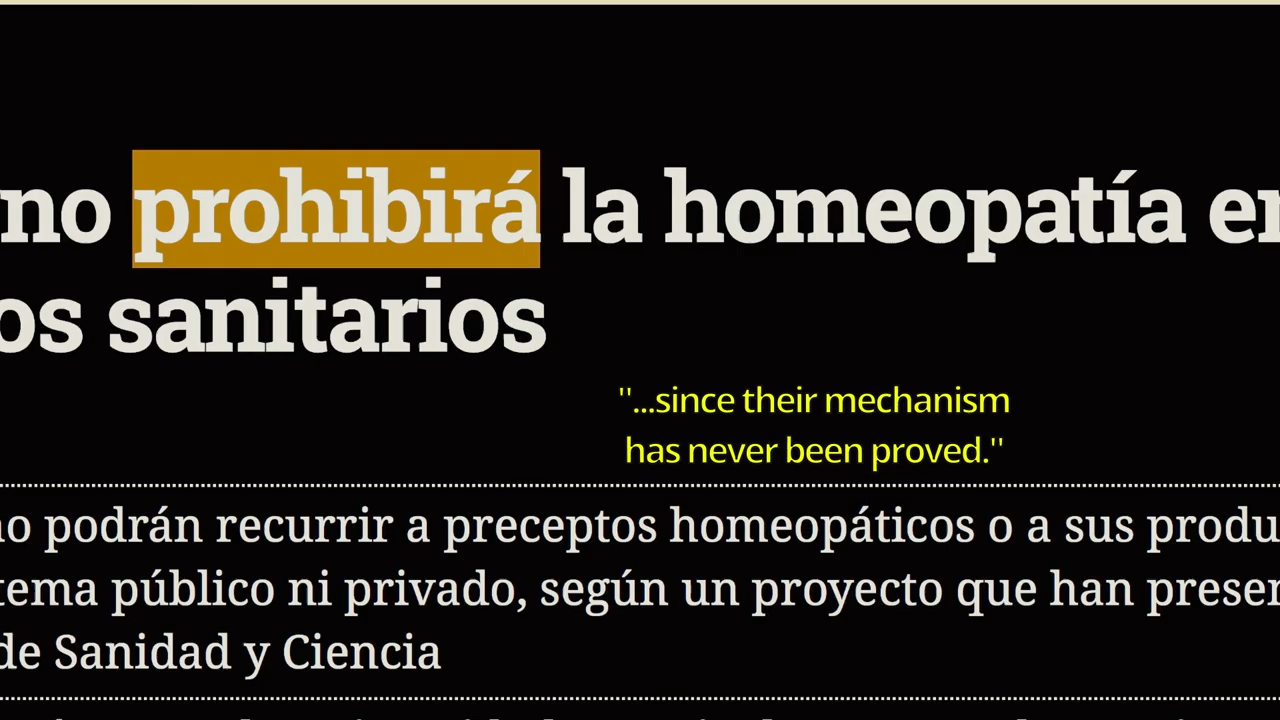 no prohibirá la homeopatía en
os sanitarios
"...since their mechanism
has never been proved."
no podrán recurrir a preceptos homeopáticos o a sus produ
tema público ni privado, según un proyecto que han presen
de Sanidad y Ciencia